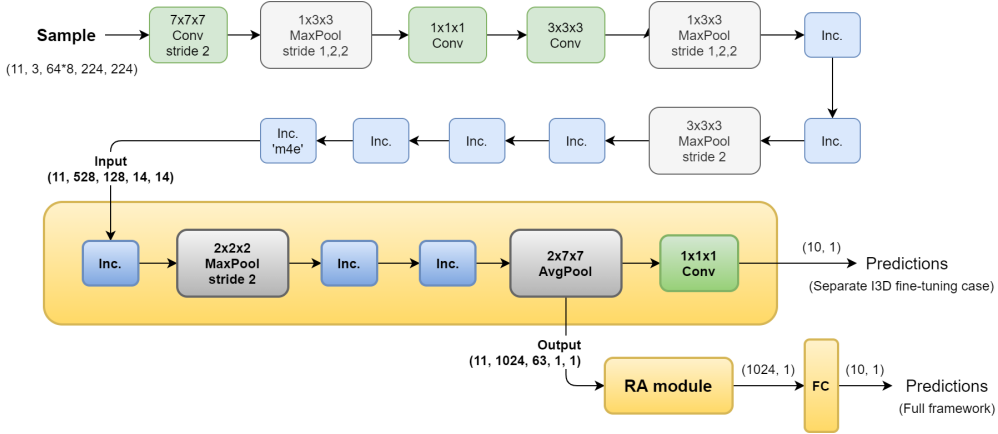 Sample
(11, 3, 64*8, 224, 224)
7x7x7
Conv
stride 2
1x3x3
MaxPool
stride 1,2,2
1x1x1
Conv
3x3x3
Conv
1x3x3
MaxPool
stride 1,2,2
Inc.
Inc.
'm4e'
Inc.
Inc.
Inc.
3x3x3
MaxPool
stride 2
Inc.
Input
(11, 528, 128, 14, 14)
Inc.
2x2x2
MaxPool
stride 2
Inc.
Inc.
2x7x7
AvgPool
1x1x1
Conv
(10, 1)
Predictions
(Separate I3D fine-tuning case)
Output
(11, 1024, 63, 1, 1)
RA module
(1024, 1)
FC
(10, 1)
Predictions
(Full framework)